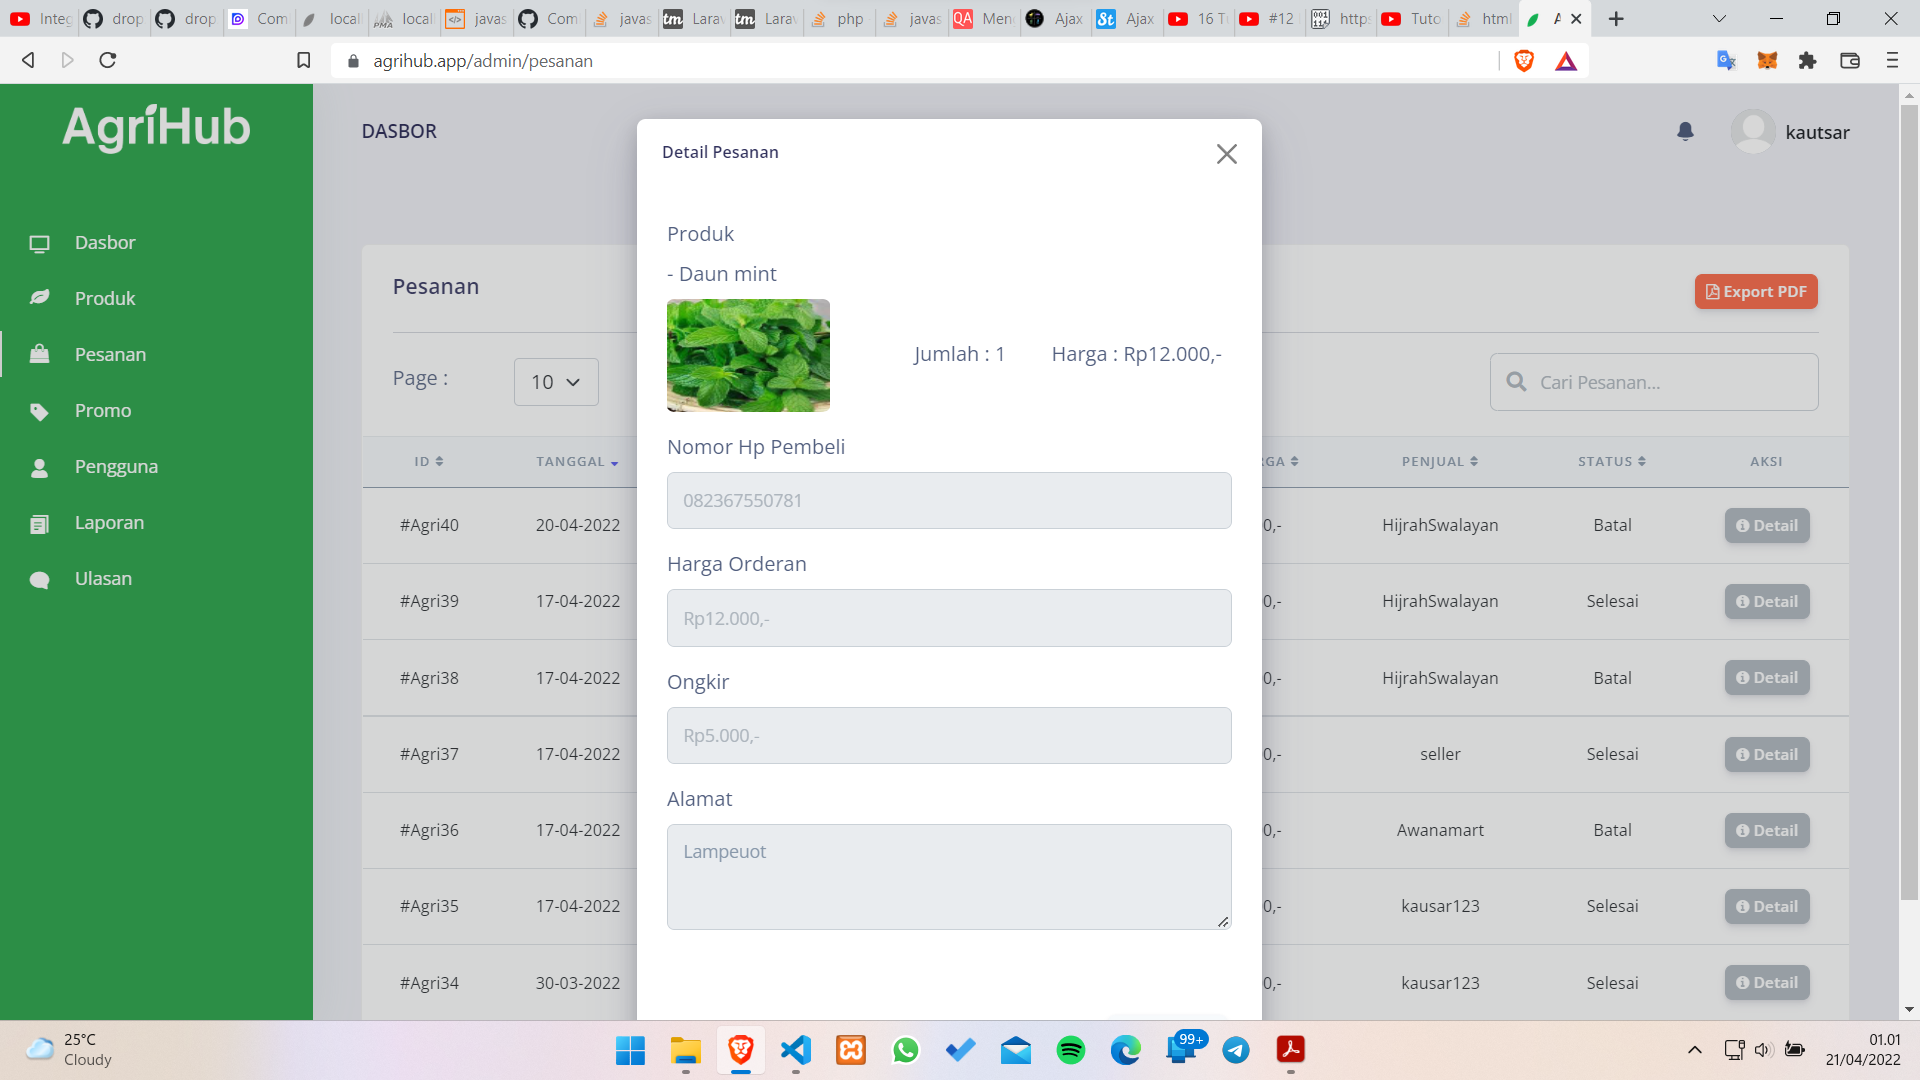 Integ
drop
drop
Com
local
local
javas
Com
javas
Larav
Larav
php
javas
Men
Ajax
Ajax
16 Tu
#12
https
Tuto
html
agrihub.app/admin/pesanan
AgriHub
Dasbor
Produk
Pesanan
Promo
Pengguna
Laporan
Ulasan
DASBOR
kautsar
Pesanan
Export PDF
Page :
10
Cari Pesanan...
ID TANGGAL RGA PENJUAL STATUS AKSI
#Agri40 20-04-2022 0,- HijrahSwalayan Batal Detail
#Agri39 17-04-2022 0,- HijrahSwalayan Selesai Detail
#Agri38 17-04-2022 0,- HijrahSwalayan Batal Detail
#Agri37 17-04-2022 0,- seller Selesai Detail
#Agri36 17-04-2022 0,- Awanamart Batal Detail
#Agri35 17-04-2022 0,- kausar123 Selesai Detail
#Agri34 30-03-2022 0,- kausar123 Selesai Detail
Detail Pesanan
Produk
- Daun mint
Jumlah : 1 Harga : Rp12.000,-
Nomor Hp Pembeli
082367550781
Harga Orderan
Rp12.000,-
Ongkir
Rp5.000,-
Alamat
Lampeuot
25°C
Cloudy
99+
01.01
21/04/2022